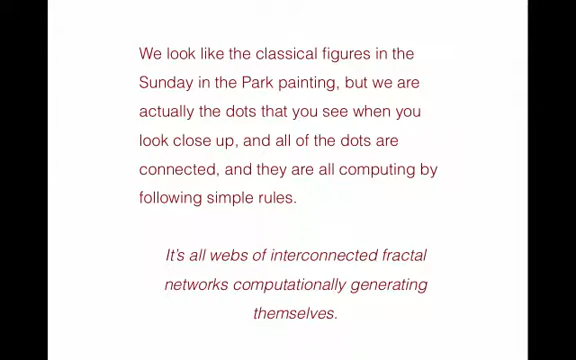 We look like the classical figures in the
Sunday in the Park painting, but we are
actually the dots that you see when you
look close up, and all of the dots are
connected, and they are all computing by
following simple rules.
It's all webs of interconnected fractal
networks computationally generating
themselves.